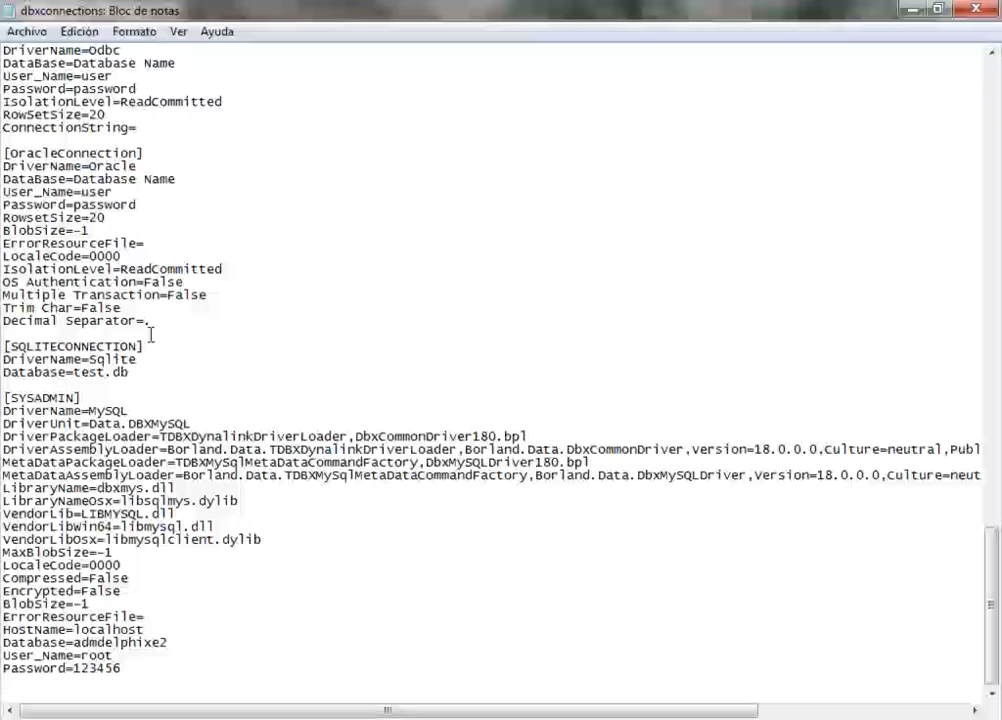 dbxconnections: Bloc de notas
Archivo Edición Formato Ver Ayuda
DriverName=Odbc
DataBase=Database Name
User_Name=user
Password=password
IsolationLevel=ReadCommitted
RowSetSize=20
ConnectionString=
[OracleConnection]
DriverName=Oracle
DataBase=Database Name
User_Name=user
Password=password
RowsetSize=20
BlobSize=-1
ErrorResourceFile=
LocaleCode=0000
IsolationLevel=ReadCommitted
OS Authentication=False
Multiple Transaction=False
Trim Char=False
Decimal Separator=.
[SQLITECONNECTION]
DriverName=Sqlite
Database=test.db
[SYSADMIN]
DriverName=MySQL
DriverUnit=Data.DBXMySQL
DriverPackageLoader=TDBXDynalinkDriverLoader,DbxCommonDriver180.bpl
DriverAssemblyLoader=Borland.Data.TDBXDynalinkDriverLoader,Borland.Data.DbxCommonDriver,Version=18.0.0.0,Culture=neutral,Publ
MetaDataPackageLoader=TDBXMySqlMetaDataCommandFactory,DbxMySQLDriver180.bpl
MetaDataAssemblyLoader=Borland.Data.TDBXMySqlMetaDataCommandFactory,Borland.Data.DbxMySQLDriver,Version=18.0.0.0,Culture=neut
LibraryName=dbxmys.dll
LibraryNameOsx=libsqlmys.dylib
VendorLib=LIBMYSQL.dll
VendorLibWin64=libmysql.dll
VendorLibOsx=libmysqlclient.dylib
MaxBlobSize=-1
LocaleCode=0000
Compressed=False
Encrypted=False
BlobSize=-1
ErrorResourceFile=
HostName=localhost
Database=admdelphixe2
User_Name=root
Password=123456